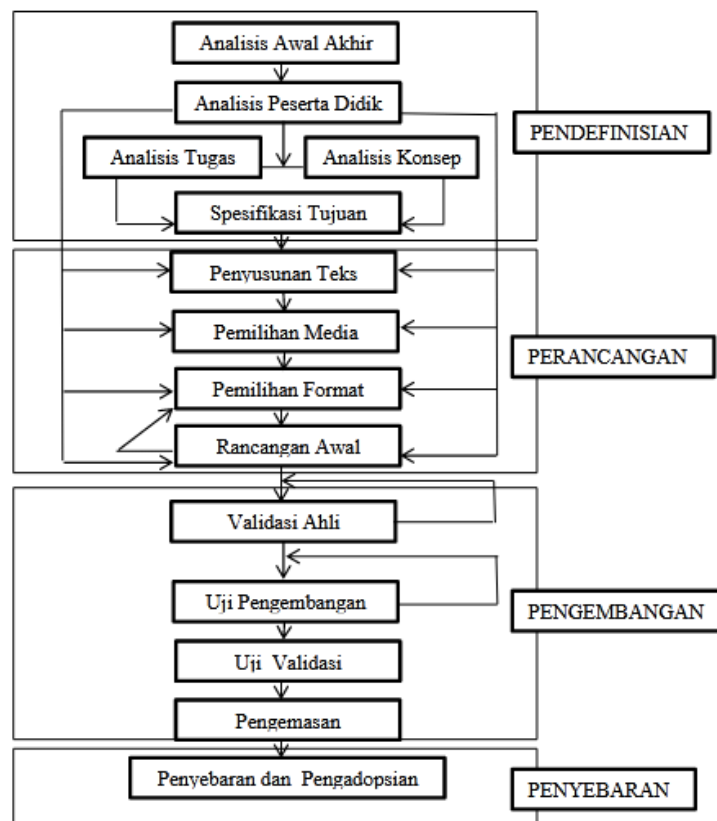 Analisis Awal Akhir
Analisis Peserta Didik
PENDEFINISIAN
Analisis Tugas
Analisis Konsep
Spesifikasi Tujuan
Penyusunan Teks
Pemilihan Media
PERANCANGAN
Pemilihan Format
Rancangan Awal
Validasi Ahli
Uji Pengembangan
PENGEMBANGAN
Uji Validasi
Pengemasan
Penyebaran dan Pengadopsian
PENYEBARAN